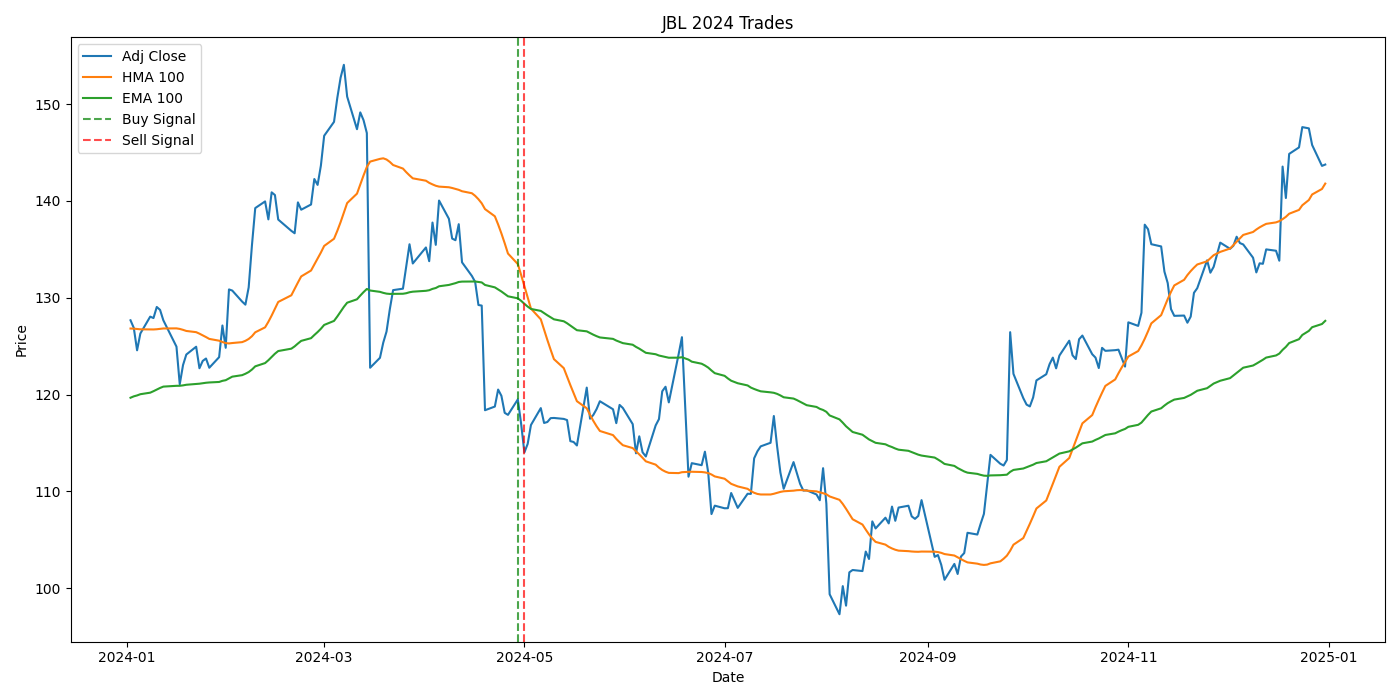 JBL 2024 Trades
Adj Close
HMA 100
EMA 100
Buy Signal
Sell Signal
Price
150
140
130
120
110
100
2024-01 2024-03 2024-05 2024-07 2024-09 2024-11 2025-01
Date